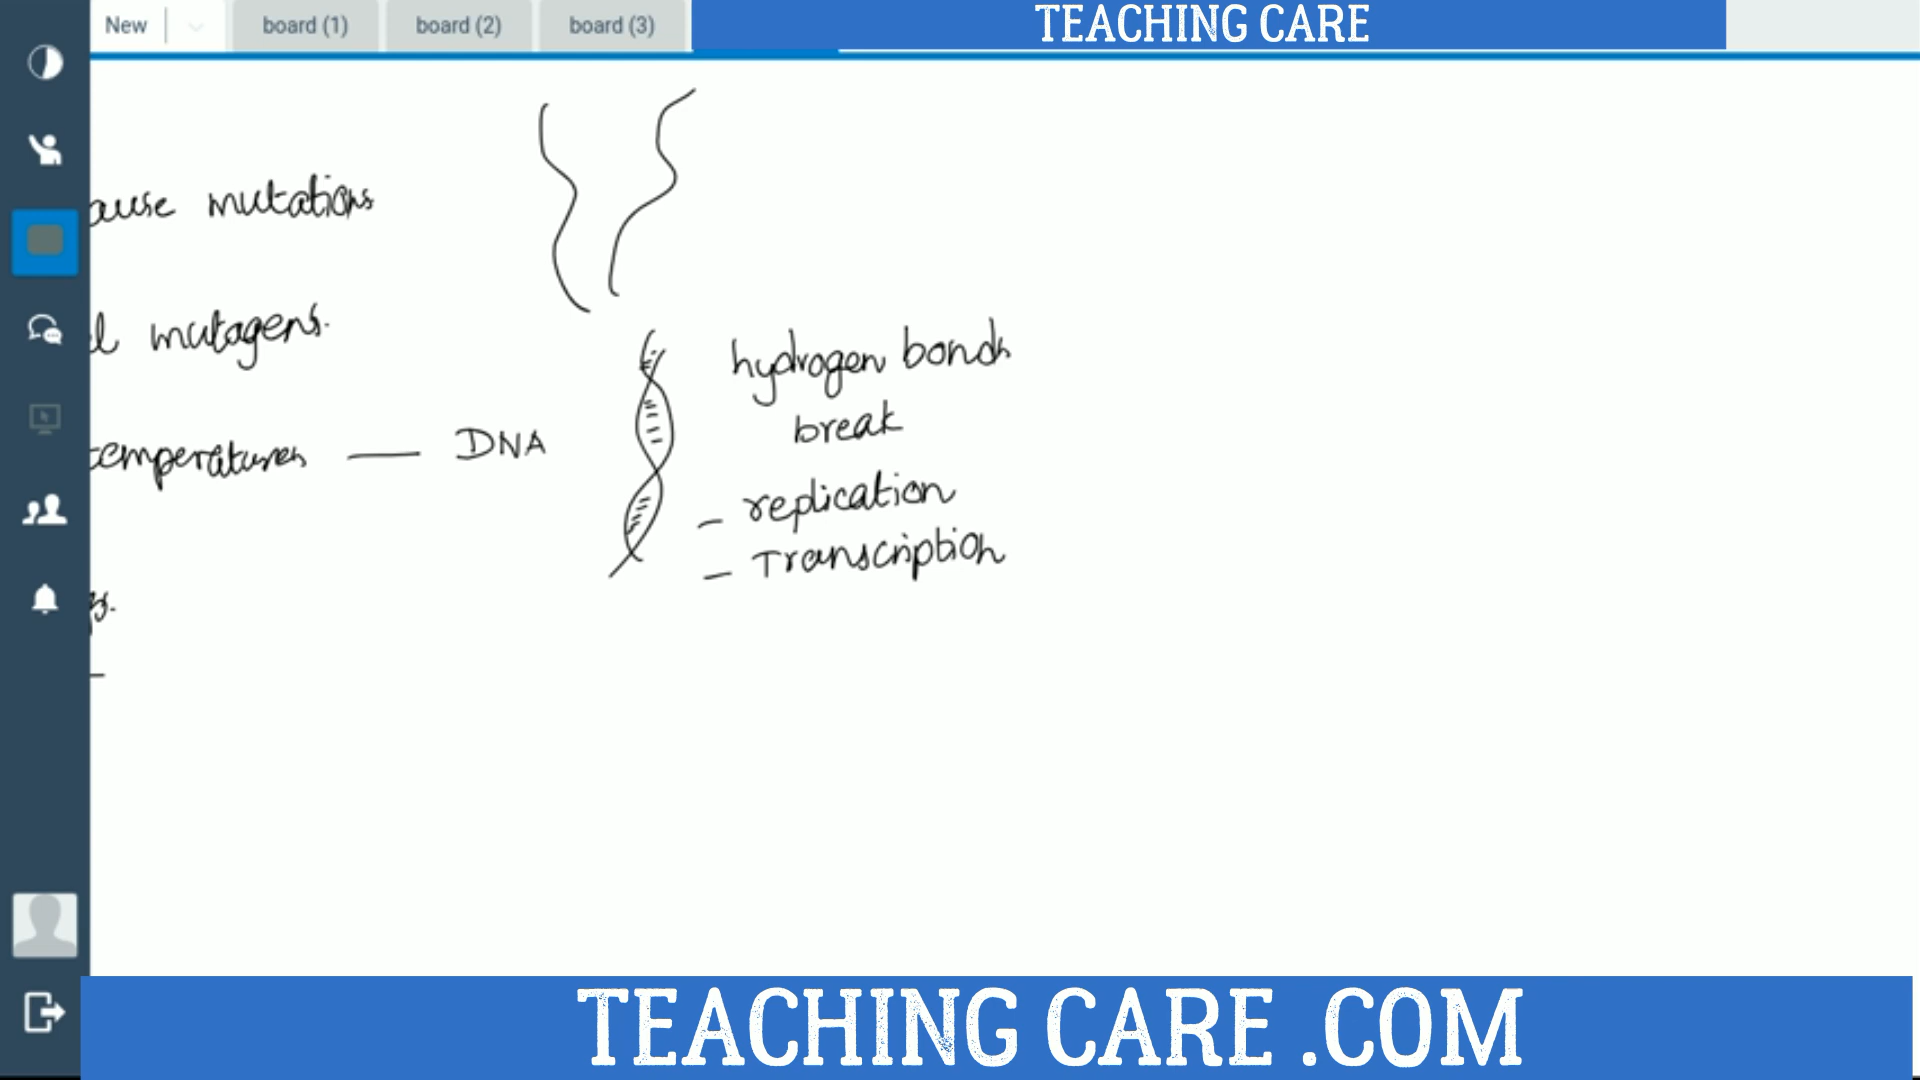 New
board (1)
board (2)
board (3)
TEACHING CARE
ause mutations
l mutagens.
temperatures — DNA
hydrogen bonds
break
– replication
– Transcription
TEACHING CARE .COM